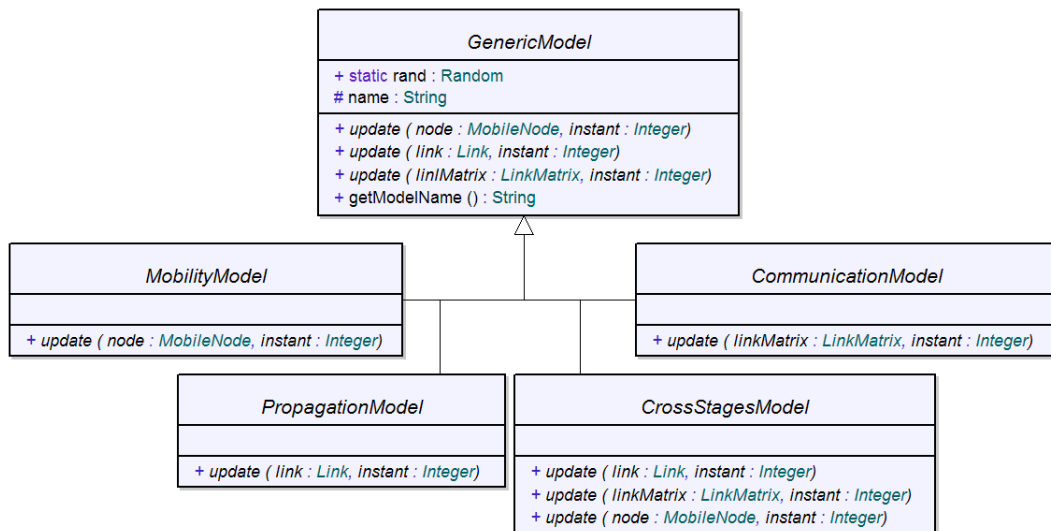 GenericModel
+ static rand : Random
# name : String
+ update ( node : MobileNode, instant : Integer)
+ update ( link : Link, instant : Integer)
+ update ( linlMatrix : LinkMatrix, instant : Integer)
+ getModelName () : String
MobilityModel
+ update ( node : MobileNode, instant : Integer)
CommunicationModel
+ update ( linkMatrix : LinkMatrix, instant : Integer)
PropagationModel
+ update ( link : Link, instant : Integer)
CrossStagesModel
+ update ( link : Link, instant : Integer)
+ update ( linkMatrix : LinkMatrix, instant : Integer)
+ update ( node : MobileNode, instant : Integer)